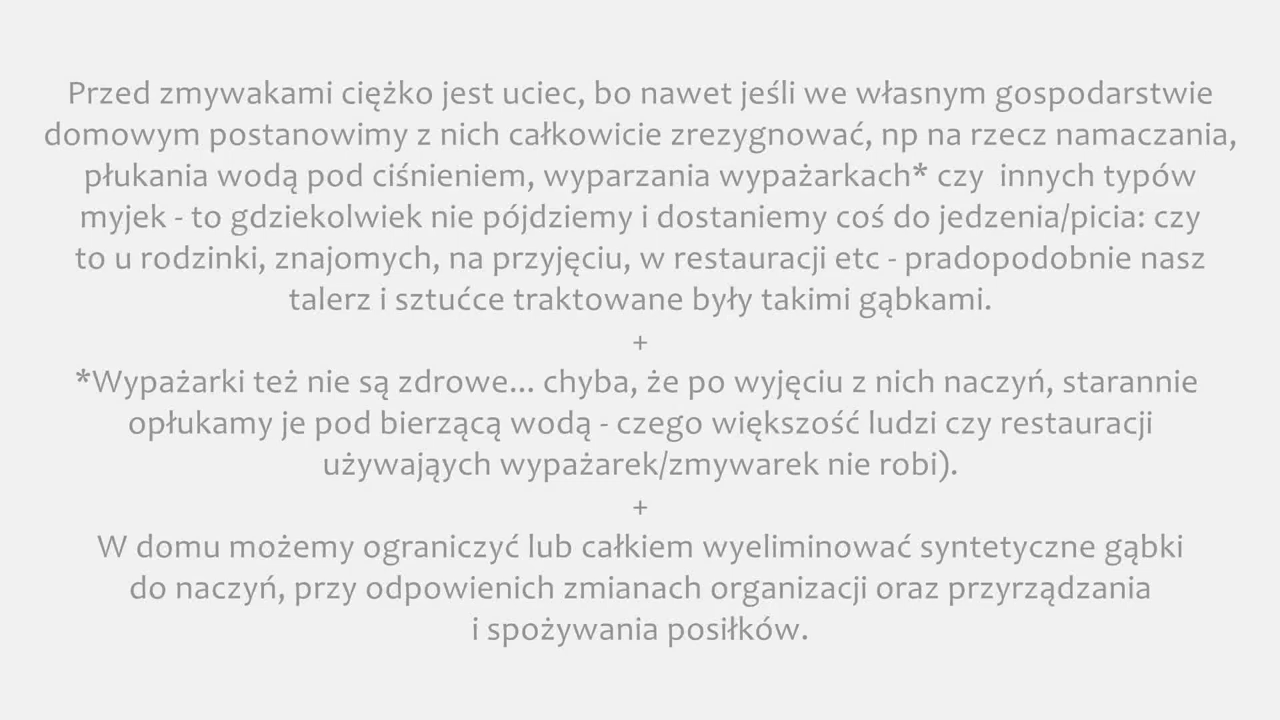 Przed zmywakami ciężko jest uciec, bo nawet jeśli we własnym gospodarstwie
domowym postanowimy z nich całkowicie zrezygnować, np na rzecz namaczania,
płukania wodą pod ciśnieniem, wyparzania wypażarkach* czy  innych typów
myjek - to gdziekolwiek nie pójdziemy i dostaniemy coś do jedzenia/picia: czy
to u rodzinki, znajomych, na przyjęciu, w restauracji etc - pradopodobnie nasz
talerz i sztućce traktowane były takimi gąbkami.
+
*Wypażarki też nie są zdrowe... chyba, że po wyjęciu z nich naczyń, starannie
opłukamy je pod bierzącą wodą - czego większość ludzi czy restauracji
używająych wypażarek/zmywarek nie robi).
+
W domu możemy ograniczyć lub całkiem wyeliminować syntetyczne gąbki
do naczyń, przy odpowienich zmianach organizacji oraz przyrządzania
i spożywania posiłków.